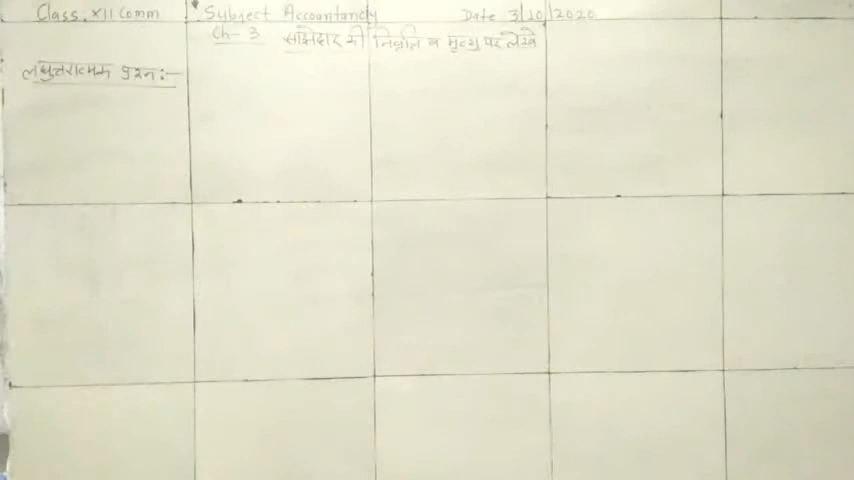 Class. XII Comm Subject Accountancy Date 3/10/2020
Ch- 3 साझेदार की निवृति व मृत्यु पर लेखे
लघुत्तरात्मक प्रश्न :-